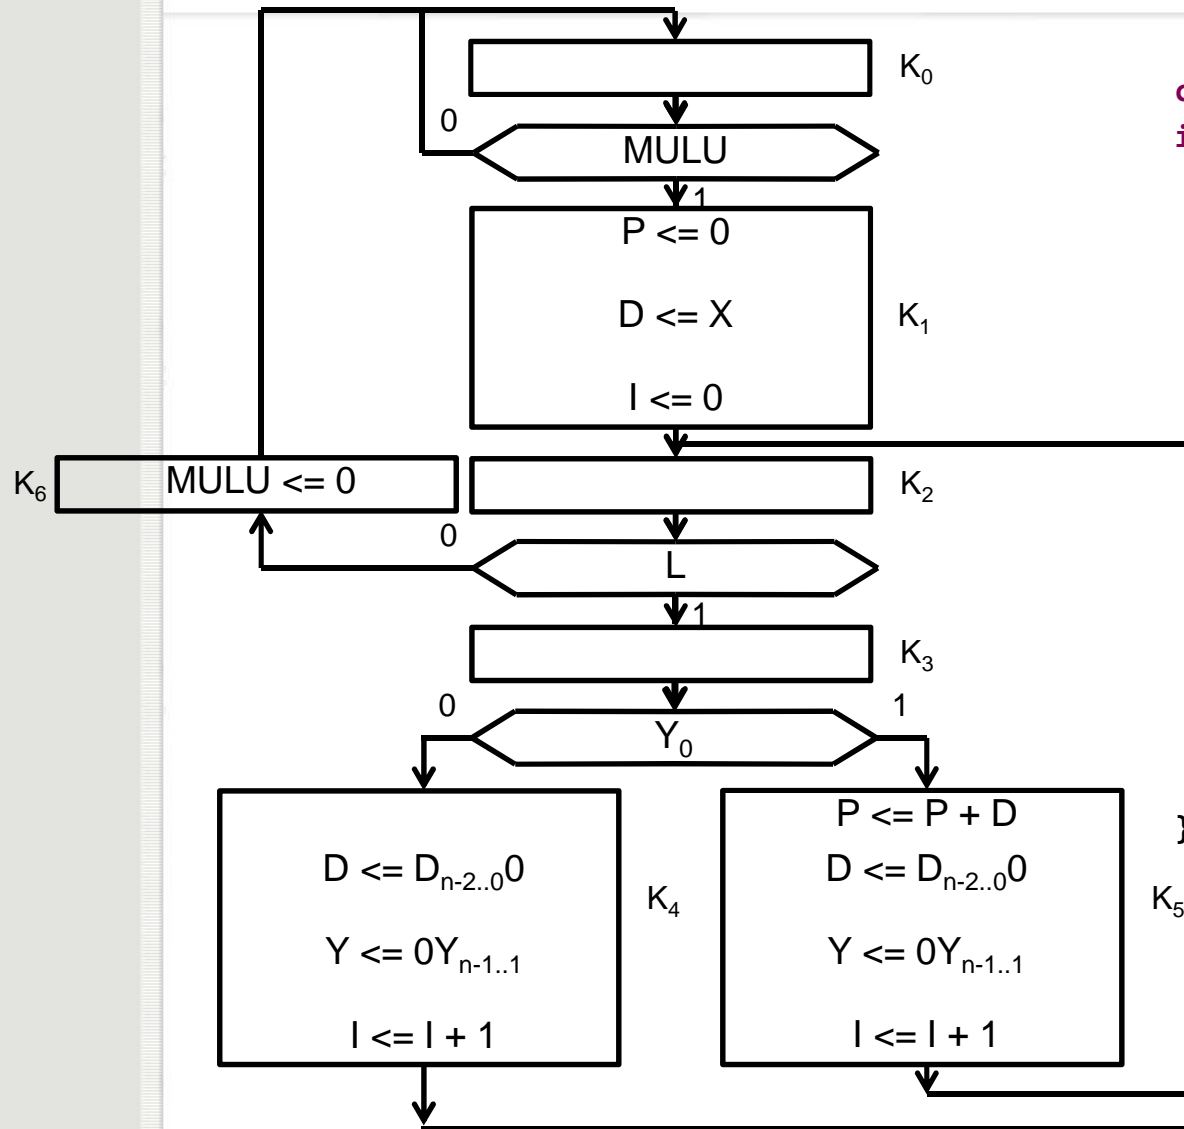 K0
c
0
i
MULU
1
P <= 0
D <= X
K1
I <= 0
K6
MULU <= 0
K2
0
L
1
K3
0
1
Y0
P <= P + D
}
D <= Dn-2..00
D <= Dn-2..00
K4
K5
Y <= 0Yn-1..1
Y <= 0Yn-1..1
I <= I + 1
I <= I + 1